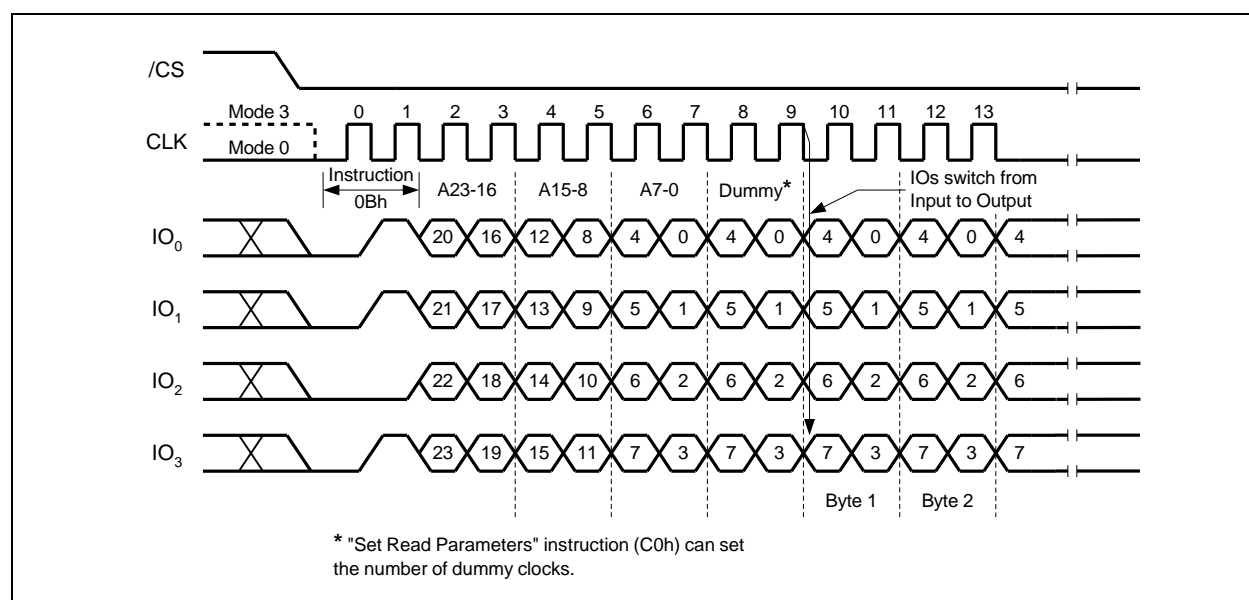 /CS
Mode 3 0 1 2 3 4 5 6 7 8 9 10 11 12 13
CLK
Mode 0
Instruction
0Bh
A23-16 A15-8 A7-0 Dummy*
IOs switch from
Input to Output
IO0 20 16 12 8 4 0 4 0 4 0 4 0 4
IO1 21 17 13 9 5 1 5 1 5 1 5 1 5
IO2 22 18 14 10 6 2 6 2 6 2 6 2 6
IO3 23 19 15 11 7 3 7 3 7 3 7 3 7
Byte 1 Byte 2
* "Set Read Parameters" instruction (C0h) can set
the number of dummy clocks.